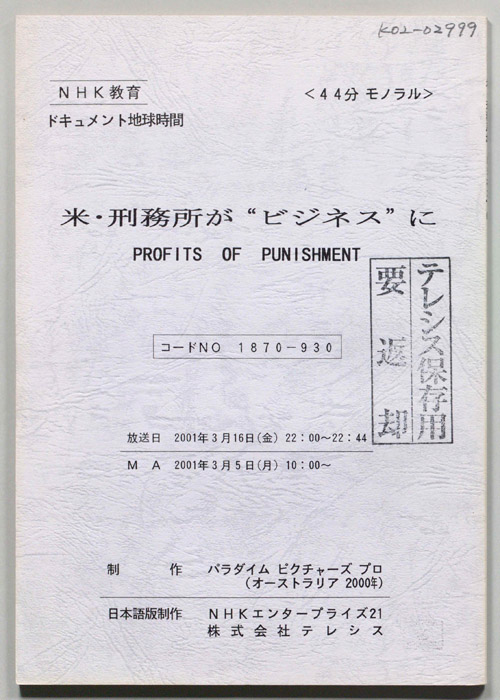 K02-02999
NHK教育
<44分 モノラル>
ドキュメント地球時間
米・刑務所が“ビジネス”に
PROFITS OF PUNISHMENT
テレシス保存用
要返却
コードNO 1870-930
放送日 2001年3月16日(金) 22:00~22:44
MA 2001年3月5日(月) 10:00~
制作 パラダイム ピクチャーズ プロ
(オーストラリア 2000年)
日本語版制作 NHKエンタープライズ21
株式会社テレシス